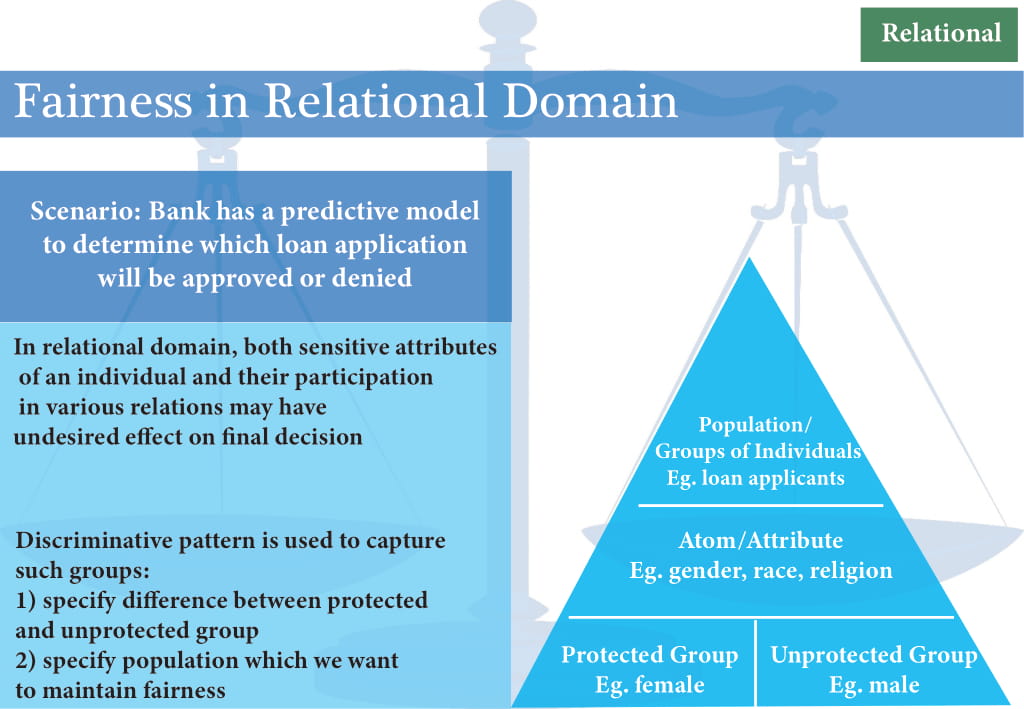 Relational
Fairness in Relational Domain
Scenario: Bank has a predictive model
to determine which loan application
will be approved or denied
In relational domain, both sensitive attributes
of an individual and their participation
in various relations may have
undesired effect on final decision
Discriminative pattern is used to capture
such groups:
1) specify difference between protected
and unprotected group
2) specify population which we want
to maintain fairness
Population/
Groups of Individuals
Eg. loan applicants
Atom/Attribute
Eg. gender, race, religion
Protected Group
Eg. female
Unprotected Group
Eg. male